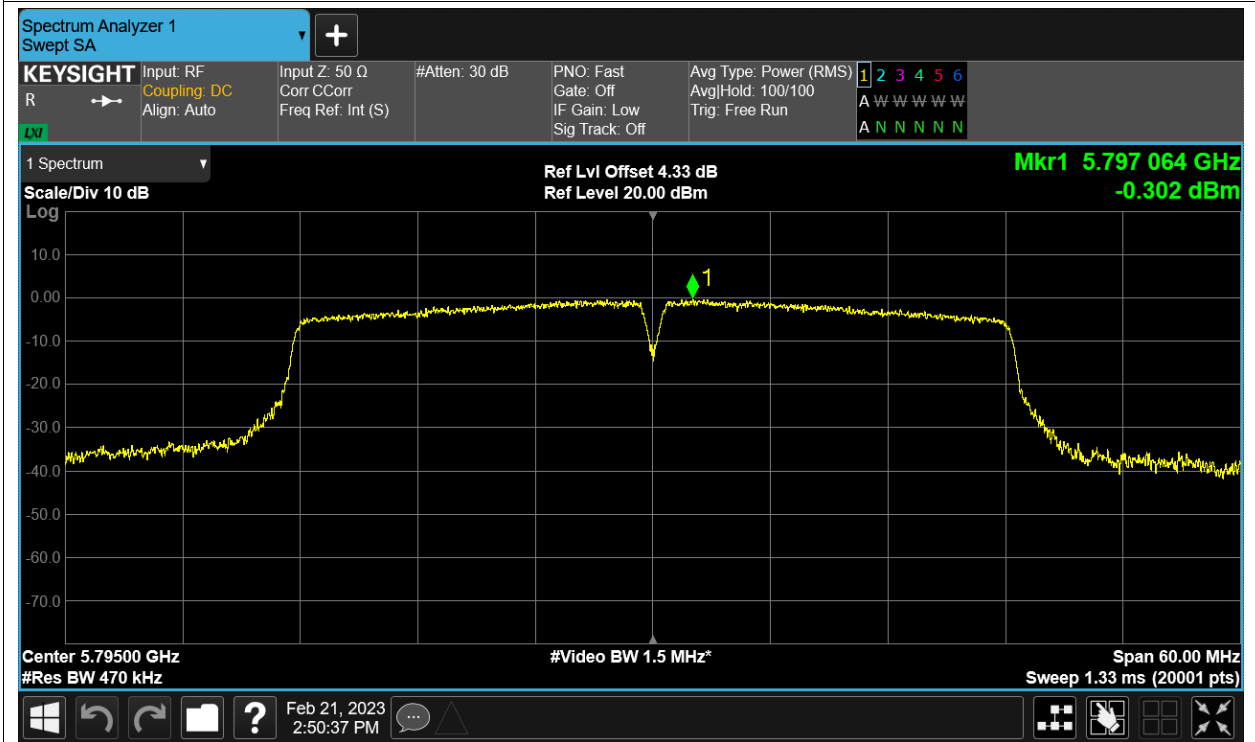 Spectrum Analyzer 1
Swept SA
+
KEYSIGHT
R
LXI
Input: RF
Coupling: DC
Align: Auto
Input Z: 50 Ω
Corr CCorr
Freq Ref: Int (S)
#Atten: 30 dB
PNO: Fast
Gate: Off
IF Gain: Low
Sig Track: Off
Avg Type: Power (RMS)
Avg|Hold: 100/100
Trig: Free Run
1 2 3 4 5 6
A W W W W W
A N N N N N
1 Spectrum
Scale/Div 10 dB
Log
Ref Lvl Offset 4.33 dB
Ref Level 20.00 dBm
Mkr1 5.797 064 GHz
-0.302 dBm
10.0
0.00
-10.0
-20.0
-30.0
-40.0
-50.0
-60.0
-70.0
1
Center 5.79500 GHz
#Res BW 470 kHz
#Video BW 1.5 MHz*
Span 60.00 MHz
Sweep 1.33 ms (20001 pts)
?
Feb 21, 2023
2:50:37 PM